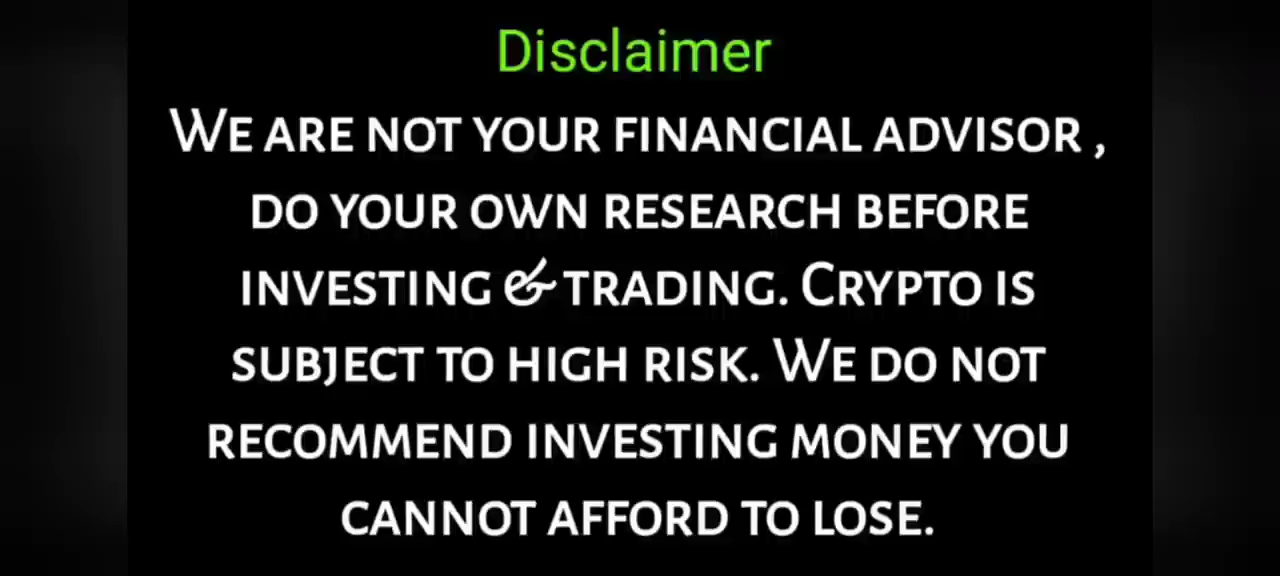 Disclaimer
We are not your financial advisor ,
do your own research before
investing & trading. Crypto is
subject to high risk. We do not
recommend investing money you
cannot afford to lose.